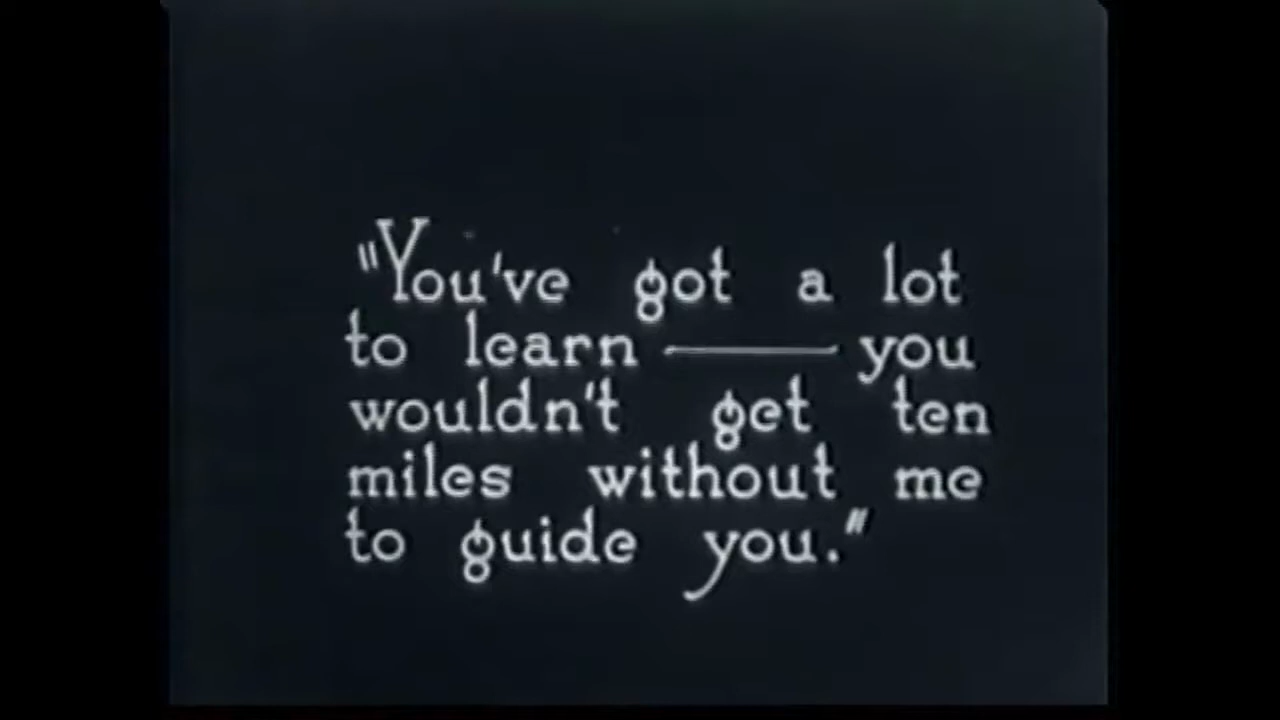 "You've got a lot
to learn — you
wouldn't get ten
miles without me
to guide you."